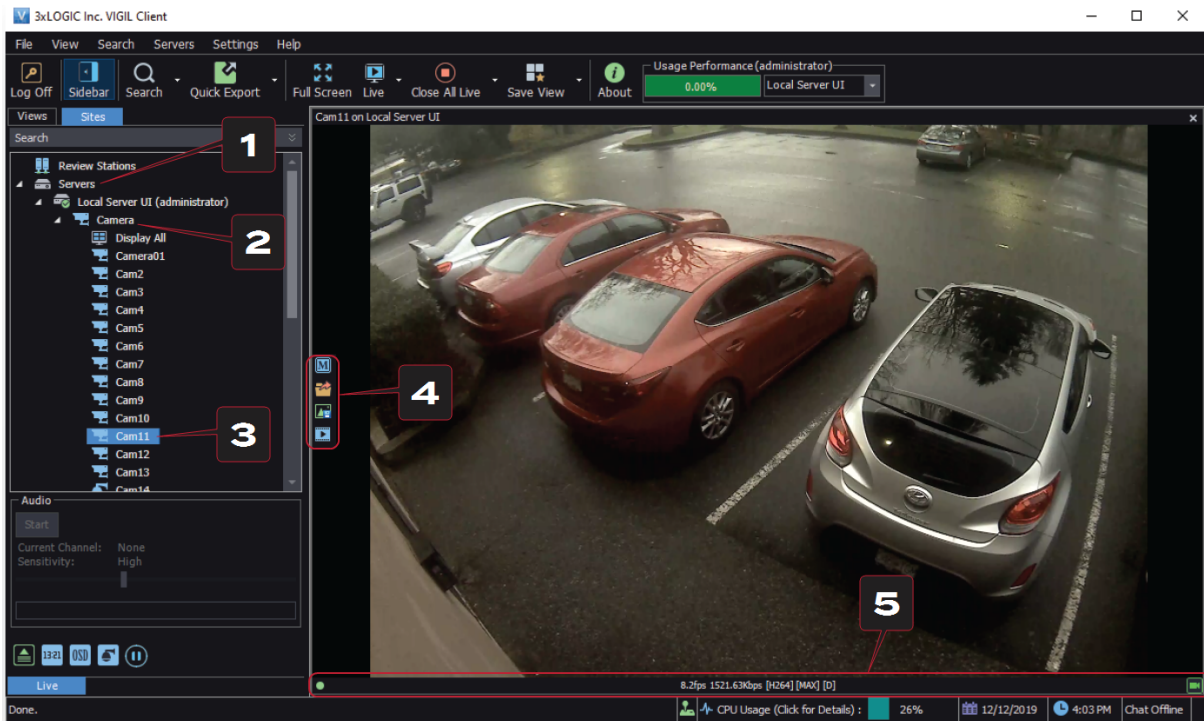 3xLOGIC Inc. VIGIL Client
File View Search Servers Settings Help
Log Off Sidebar Search Quick Export Full Screen Live Close All Live Save View About
Usage Performance (administrator)
0.00% Local Server UI
Views Sites
Search
Cam11 on Local Server UI
1
Review Stations
Servers
Local Server UI (administrator)
Camera
2
Display All
Camera01
Cam2
Cam3
Cam4
Cam5
Cam6
Cam7
M
Cam8
4
Cam9
Cam10
Cam11
3
Cam12
Cam13
Cam14
Audio
Start
Current Channel: None
Sensitivity: High
5
1321 OSD
Live
8.2fps 1521.63Kbps [H264] [MAX] [D]
Done.
CPU Usage (Click for Details) : 26% 12/12/2019 4:03 PM Chat Offline